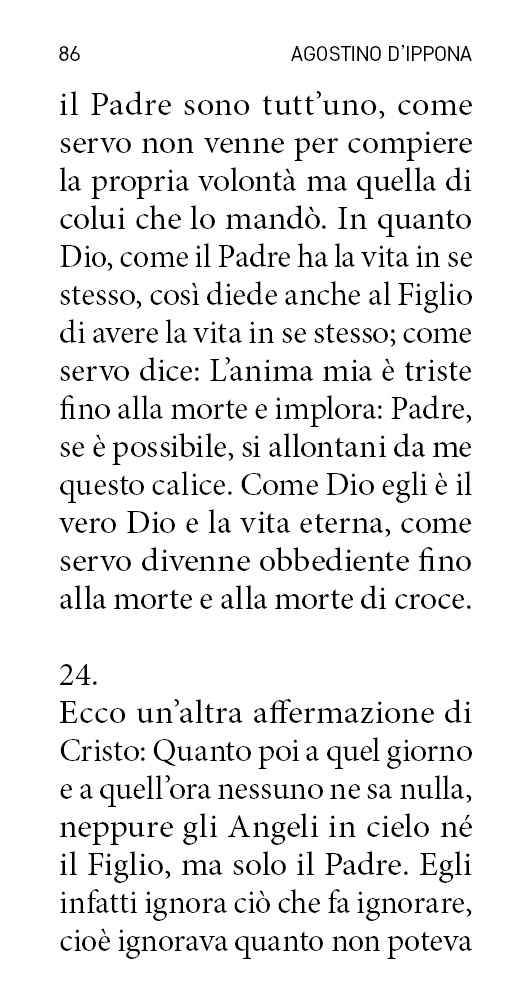 86
AGOSTINO D'IPPONA
il Padre sono tutt’uno, come
servo non venne per compiere
la propria volontà ma quella di
colui che lo mandò. In quanto
Dio, come il Padre ha la vita in se
stesso, così diede anche al Figlio
di avere la vita in se stesso; come
servo dice: L’anima mia è triste
fino alla morte e implora: Padre,
se è possibile, si allontani da me
questo calice. Come Dio egli è il
vero Dio e la vita eterna, come
servo divenne obbediente fino
alla morte e alla morte di croce.
24.
Ecco un’altra affermazione di
Cristo: Quanto poi a quel giorno
e a quell’ora nessuno ne sa nulla,
neppure gli Angeli in cielo né
il Figlio, ma solo il Padre. Egli
infatti ignora ciò che fa ignorare,
cioè ignorava quanto non poteva